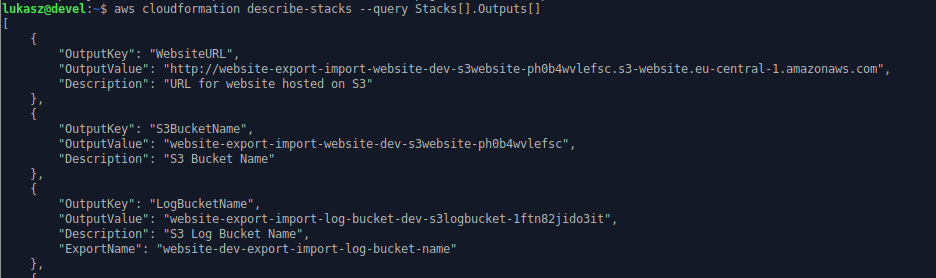 lukasz@devel:~$ aws cloudformation describe-stacks --query Stacks[].Outputs[]
[
    {
        "OutputKey": "WebsiteURL",
        "OutputValue": "http://website-export-import-website-dev-s3website-ph0b4wvlefsc.s3-website.eu-central-1.amazonaws.com",
        "Description": "URL for website hosted on S3"
    },
    {
        "OutputKey": "S3BucketName",
        "OutputValue": "website-export-import-website-dev-s3website-ph0b4wvlefsc",
        "Description": "S3 Bucket Name"
    },
    {
        "OutputKey": "LogBucketName",
        "OutputValue": "website-export-import-log-bucket-dev-s3logbucket-1ftn82jido3it",
        "Description": "S3 Log Bucket Name",
        "ExportName": "website-dev-export-import-log-bucket-name"
    },
    {